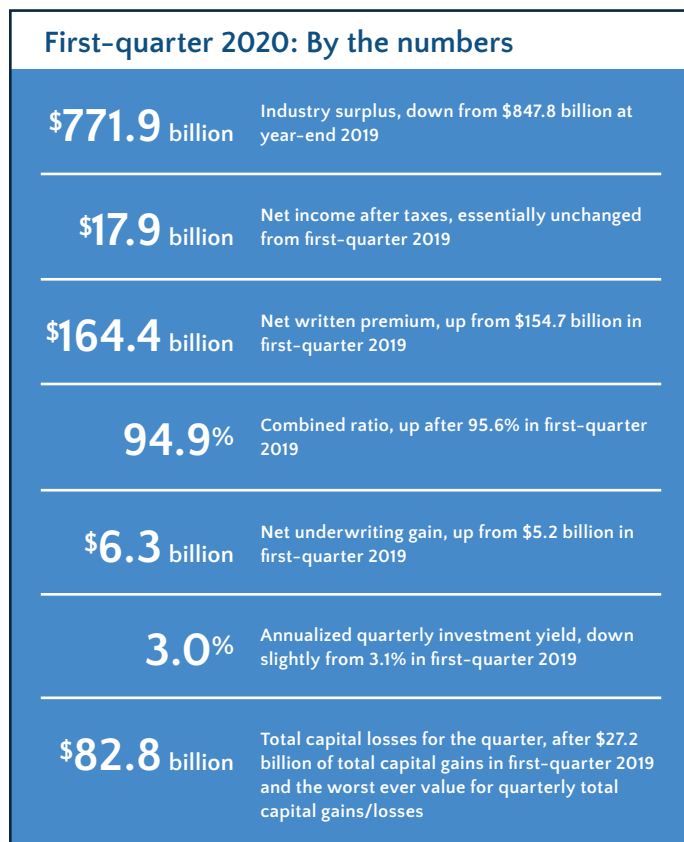 First-quarter 2020: By the numbers
$771.9 billion
Industry surplus, down from $847.8 billion at
year-end 2019
$17.9 billion
Net income after taxes, essentially unchanged
from first-quarter 2019
$164.4 billion
Net written premium, up from $154.7 billion in
first-quarter 2019
94.9%
Combined ratio, up after 95.6% in first-quarter
2019
$6.3 billion
Net underwriting gain, up from $5.2 billion in
first-quarter 2019
3.0%
Annualized quarterly investment yield, down
slightly from 3.1% in first-quarter 2019
$82.8 billion
Total capital losses for the quarter, after $27.2
billion of total capital gains in first-quarter 2019
and the worst ever value for quarterly total
capital gains/losses